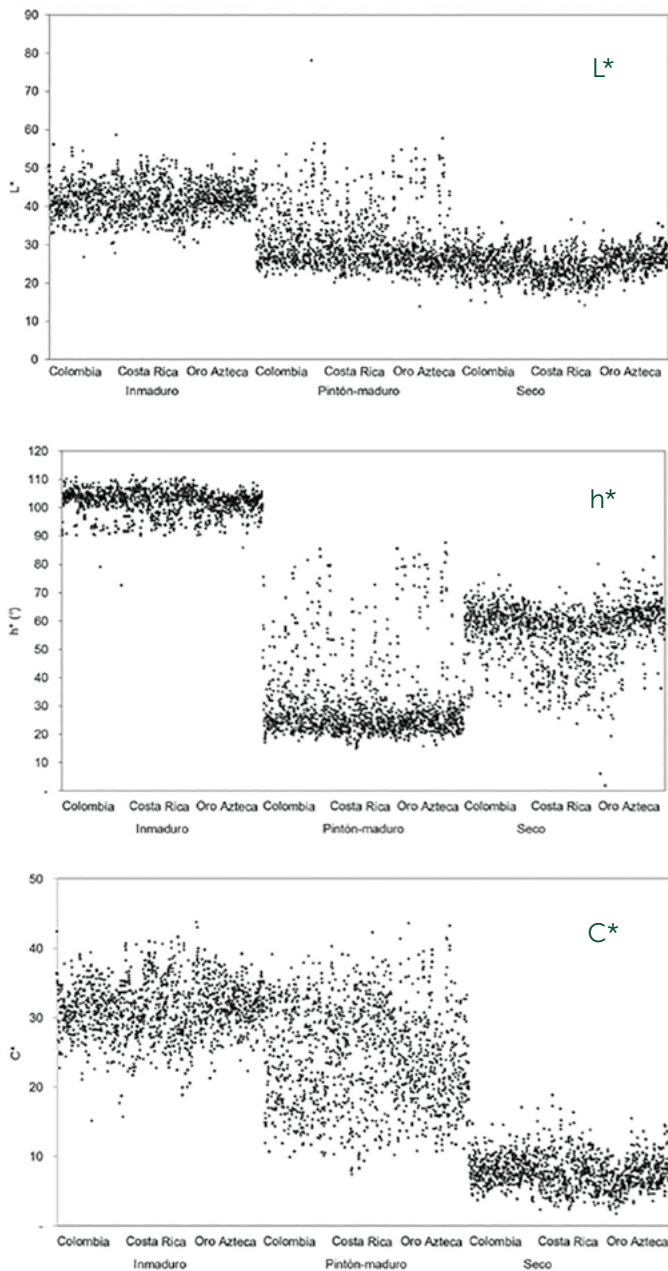 L*
90
80
70
60
50
40
30
20
10
0
L*
Colombia Costa Rica Oro Azteca Colombia Costa Rica Oro Azteca Colombia Costa Rica Oro Azteca
Inmaduro Pintón-maduro Seco
h*
120
110
100
90
80
70
60
50
40
30
20
10
-
h* (°)
Colombia Costa Rica Oro Azteca Colombia Costa Rica Oro Azteca Colombia Costa Rica Oro Azteca
Inmaduro Pintón-maduro Seco
C*
50
40
30
20
10
-
C*
Colombia Costa Rica Oro Azteca Colombia Costa Rica Oro Azteca Colombia Costa Rica Oro Azteca
Inmaduro Pintón-maduro Seco